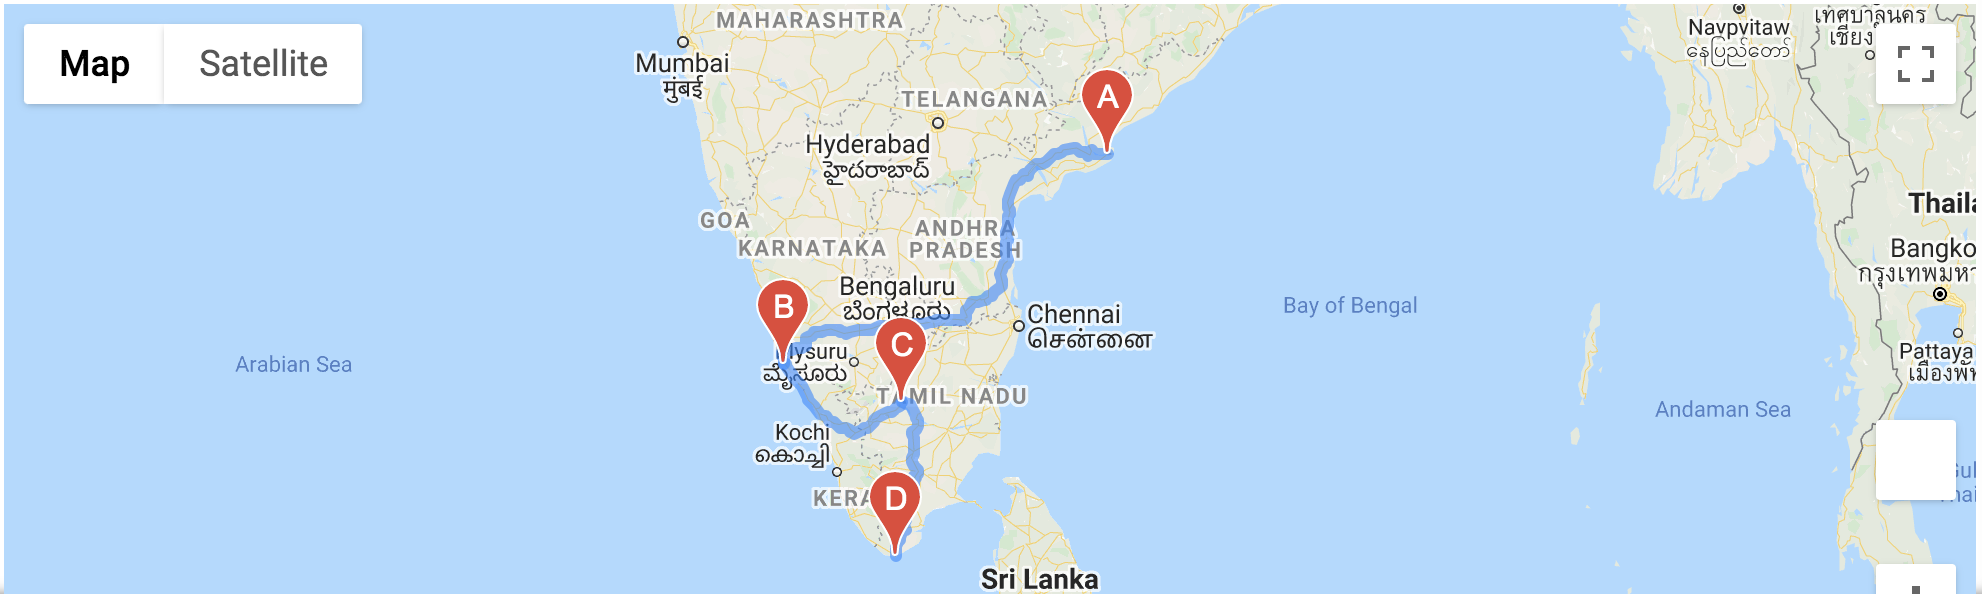 Map
Satellite
MAHARASHTRA
Mumbai
मुंबई
TELANGANA
Hyderabad
హైదరాబాద్
A
GOA
KARNATAKA
ANDHRA
PRADESH
Bengaluru
ಬೆಂಗಳೂರು
B
C
Chennai
சென்னை
Bay of Bengal
Arabian Sea
Mysuru
ಮೈಸೂರು
TAMIL NADU
Kochi
കൊച്ചി
KERA
D
Sri Lanka
Andaman Sea
Naypyitaw
နေပြည်တော်
เทศบาลนคร
เชียง
Thaila
Bangko
กรุงเทพมหา
Pattaya
เมืองพัท